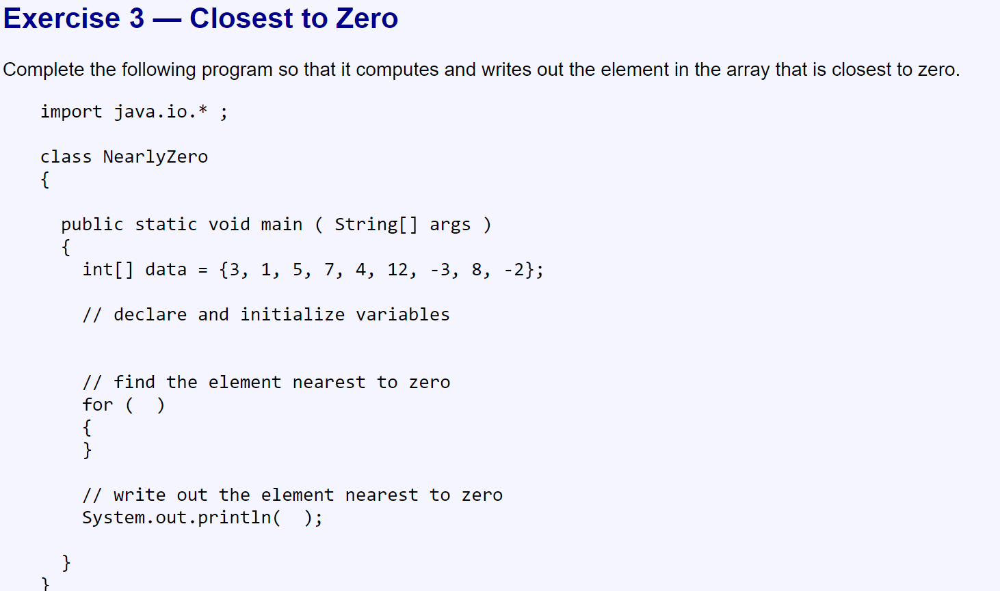 Exercise 3 — Closest to Zero
Complete the following program so that it computes and writes out the element in the array that is closest to zero.
import java.io.* ;
class NearlyZero
{
public static void main ( String[] args )
{
int[] data = {3, 1, 5, 7, 4, 12, -3, 8, -2};
// declare and initialize variables
// find the element nearest to zero
for (  )
{
}
// write out the element nearest to zero
System.out.println(  );
}
}